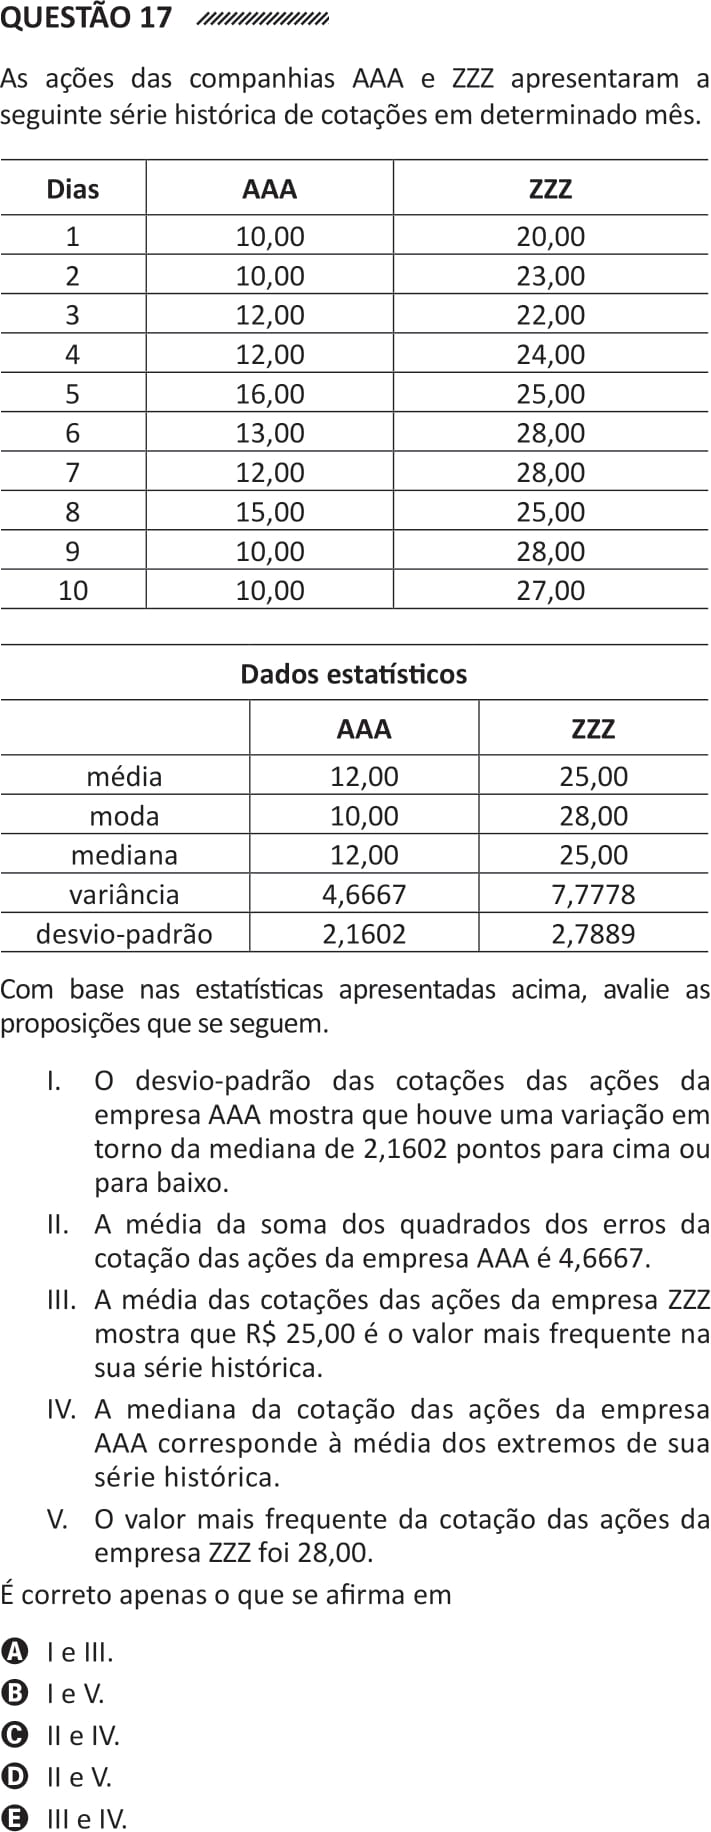 QUESTÃO 17
As ações das companhias AAA e ZZZ apresentaram a
seguinte série histórica de cotações em determinado mês.
Dias AAA ZZZ
1 10,00 20,00
2 10,00 23,00
3 12,00 22,00
4 12,00 24,00
5 16,00 25,00
6 13,00 28,00
7 12,00 28,00
8 15,00 25,00
9 10,00 28,00
10 10,00 27,00
Dados estatísticos
AAA ZZZ
média 12,00 25,00
moda 10,00 28,00
mediana 12,00 25,00
variância 4,6667 7,7778
desvio-padrão 2,1602 2,7889
Com base nas estatísticas apresentadas acima, avalie as
proposições que se seguem.
I. O desvio-padrão das cotações das ações da
empresa AAA mostra que houve uma variação em
torno da mediana de 2,1602 pontos para cima ou
para baixo.
II. A média da soma dos quadrados dos erros da
cotação das ações da empresa AAA é 4,6667.
III. A média das cotações das ações da empresa ZZZ
mostra que R$ 25,00 é o valor mais frequente na
sua série histórica.
IV. A mediana da cotação das ações da empresa
AAA corresponde à média dos extremos de sua
série histórica.
V. O valor mais frequente da cotação das ações da
empresa ZZZ foi 28,00.
É correto apenas o que se afirma em
A I e III.
B I e V.
C II e IV.
D II e V.
E III e IV.